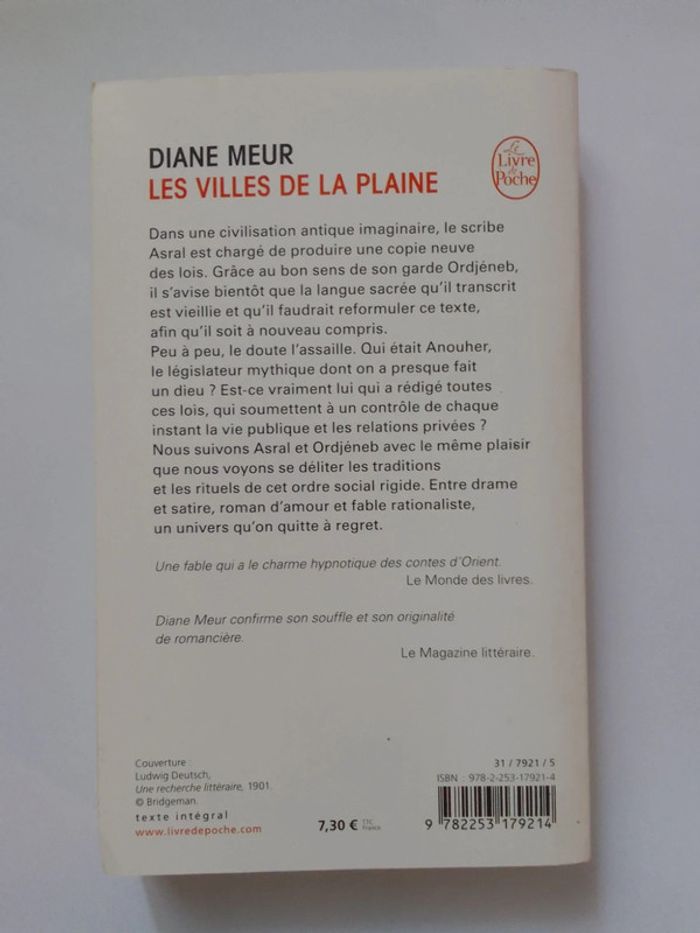 DIANE MEUR
LES VILLES DE LA PLAINE
Le
Livre
de
Poche
Dans une civilisation antique imaginaire, le scribe
Asral est chargé de produire une copie neuve
des lois. Grâce au bon sens de son garde Ordjéneb,
il s'avise bientôt que la langue sacrée qu'il transcrit
est vieillie et qu'il faudrait reformuler ce texte,
afin qu'il soit à nouveau compris.
Peu à peu, le doute l'assaille. Qui était Anouher,
le législateur mythique dont on a presque fait
un dieu ? Est-ce vraiment lui qui a rédigé toutes
ces lois, qui soumettent à un contrôle de chaque
instant la vie publique et les relations privées ?
Nous suivons Asral et Ordjéneb avec le même plaisir
que nous voyons se déliter les traditions
et les rituels de cet ordre social rigide. Entre drame
et satire, roman d'amour et fable rationaliste,
un univers qu'on quitte à regret.
Une fable qui a le charme hypnotique des contes d'Orient.
Le Monde des livres.
Diane Meur confirme son souffle et son originalité
de romancière.
Le Magazine littéraire.
Couverture :
Ludwig Deutsch,
Une recherche littéraire, 1901.
© Bridgeman.
texte intégral
www.livredepoche.com
7,30 € TTC
France
31 / 7921 / 5
ISBN : 978-2-253-17921-4
9 782253 179214